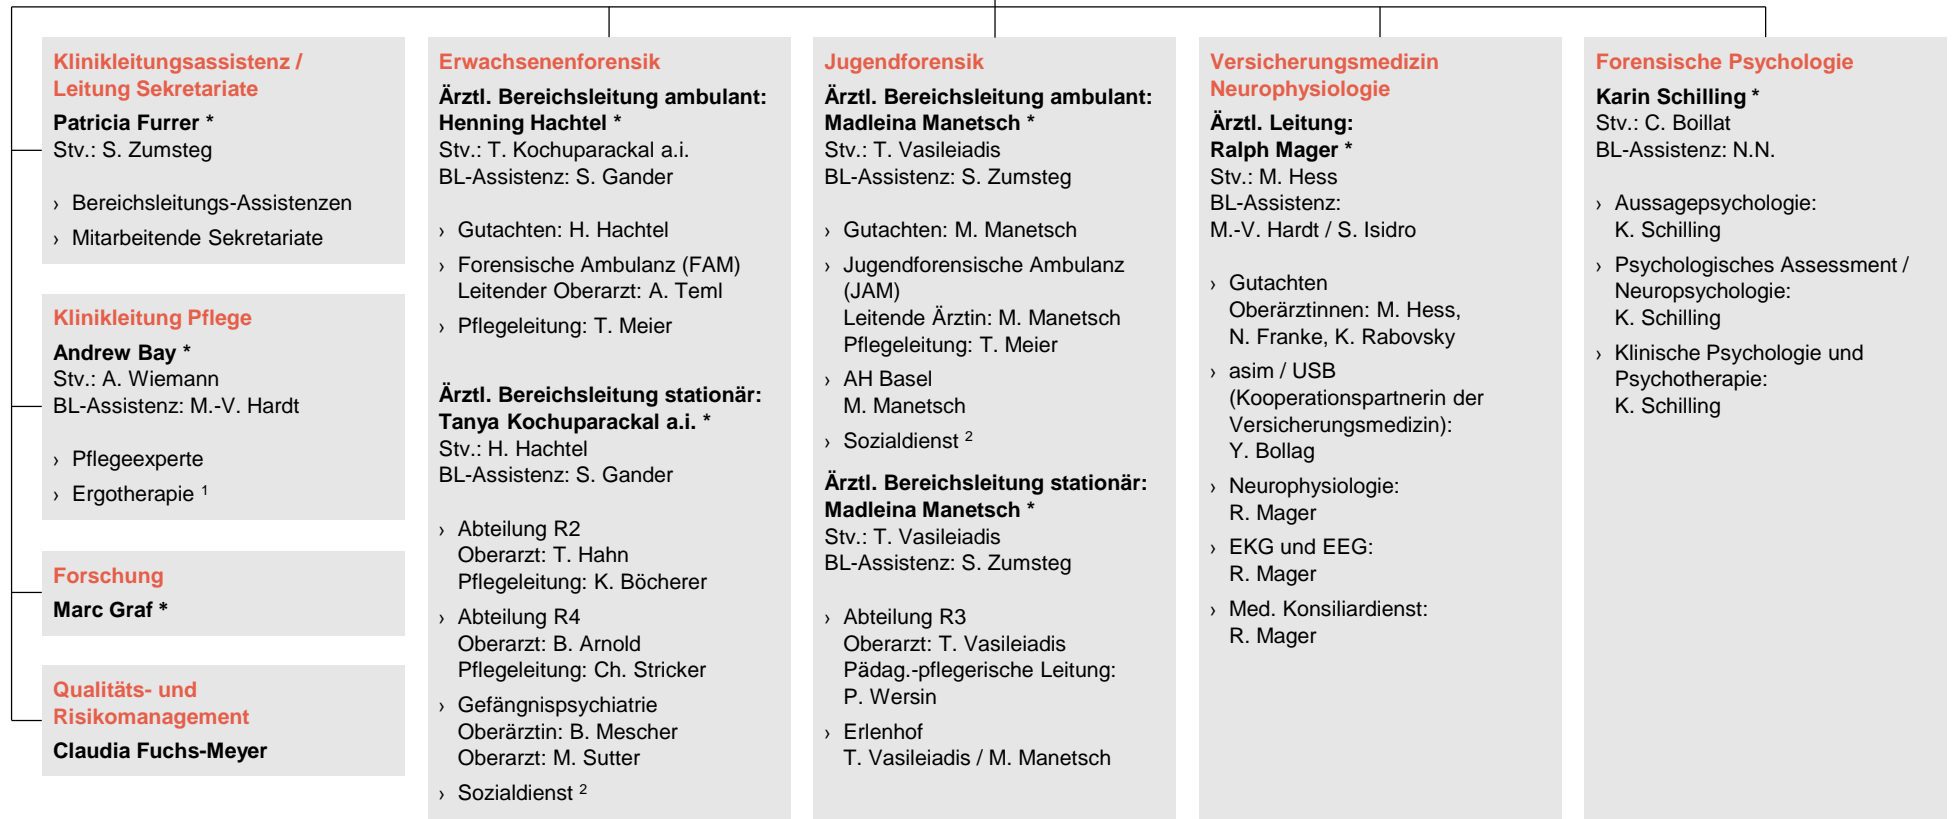 Klinikleitungsassistenz /
Leitung Sekretariate
Patricia Furrer *
Stv.: S. Zumsteg
› Bereichsleitungs-Assistenzen
› Mitarbeitende Sekretariate
Klinikleitung Pflege
Andrew Bay *
Stv.: A. Wiemann
BL-Assistenz: M.-V. Hardt
› Pflegeexperte
› Ergotherapie ¹
Forschung
Marc Graf *
Qualitäts- und
Risikomanagement
Claudia Fuchs-Meyer
Erwachsenenforensik
Ärztl. Bereichsleitung ambulant:
Henning Hachtel *
Stv.: T. Kochuparackal a.i.
BL-Assistenz: S. Gander
› Gutachten: H. Hachtel
› Forensische Ambulanz (FAM)
Leitender Oberarzt: A. Teml
› Pflegeleitung: T. Meier
Ärztl. Bereichsleitung stationär:
Tanya Kochuparackal a.i. *
Stv.: H. Hachtel
BL-Assistenz: S. Gander
› Abteilung R2
Oberarzt: T. Hahn
Pflegeleitung: K. Böcherer
› Abteilung R4
Oberarzt: B. Arnold
Pflegeleitung: Ch. Stricker
› Gefängnispsychiatrie
Oberärztin: B. Mescher
Oberarzt: M. Sutter
› Sozialdienst ²
Jugendforensik
Ärztl. Bereichsleitung ambulant:
Madleina Manetsch *
Stv.: T. Vasileiadis
BL-Assistenz: S. Zumsteg
› Gutachten: M. Manetsch
› Jugendforensische Ambulanz
(JAM)
Leitende Ärztin: M. Manetsch
Pflegeleitung: T. Meier
› AH Basel
M. Manetsch
› Sozialdienst ²
Ärztl. Bereichsleitung stationär:
Madleina Manetsch *
Stv.: T. Vasileiadis
BL-Assistenz: S. Zumsteg
› Abteilung R3
Oberarzt: T. Vasileiadis
Pädag.-pflegerische Leitung:
P. Wersin
› Erlenhof
T. Vasileiadis / M. Manetsch
Versicherungsmedizin
Neurophysiologie
Ärztl. Leitung:
Ralph Mager *
Stv.: M. Hess
BL-Assistenz:
M.-V. Hardt / S. Isidro
› Gutachten
Oberärztinnen: M. Hess,
N. Franke, K. Rabovsky
› asim / USB
(Kooperationspartnerin der
Versicherungsmedizin):
Y. Bollag
› Neurophysiologie:
R. Mager
› EKG und EEG:
R. Mager
› Med. Konsiliardienst:
R. Mager
Forensische Psychologie
Karin Schilling *
Stv.: C. Boillat
BL-Assistenz: N.N.
› Aussagepsychologie:
K. Schilling
› Psychologisches Assessment /
Neuropsychologie:
K. Schilling
› Klinische Psychologie und
Psychotherapie:
K. Schilling